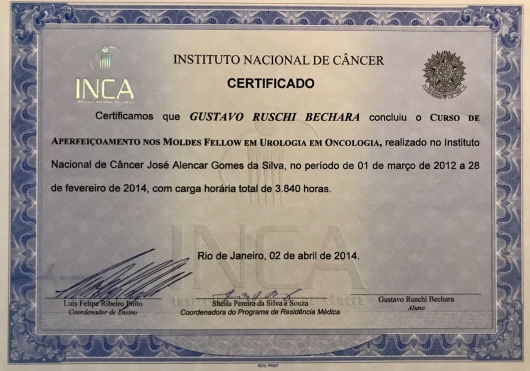 INSTITUTO NACIONAL DE CÂNCER
INCA
CERTIFICADO
Certificamos que GUSTAVO RUSCHI BECHARA concluiu o CURSO DE
APERFEIÇOAMENTO NOS MOLDES FELLOW EM UROLOGIA EM ONCOLOGIA, realizado no Instituto
Nacional de Câncer José Alencar Gomes da Silva, no período de 01 de março de 2012 a 28
de fevereiro de 2014, com carga horária total de 3.840 horas.
INCA
Rio de Janeiro, 02 de abril de 2014.
Luis Felipe Ribeiro Pinto
Coordenador de Ensino
Sheila Pereira da Silva e Souza
Coordenadora do Programa de Residência Médica
Gustavo Ruschi Bechara
Aluno